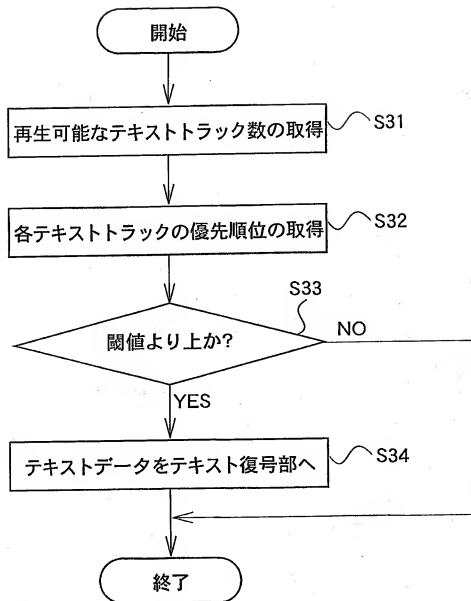 開始
再生可能なテキストトラック数の取得
S31
各テキストトラックの優先順位の取得
S32
S33
閾値より上か?
NO
YES
テキストデータをテキスト復号部へ
S34
終了